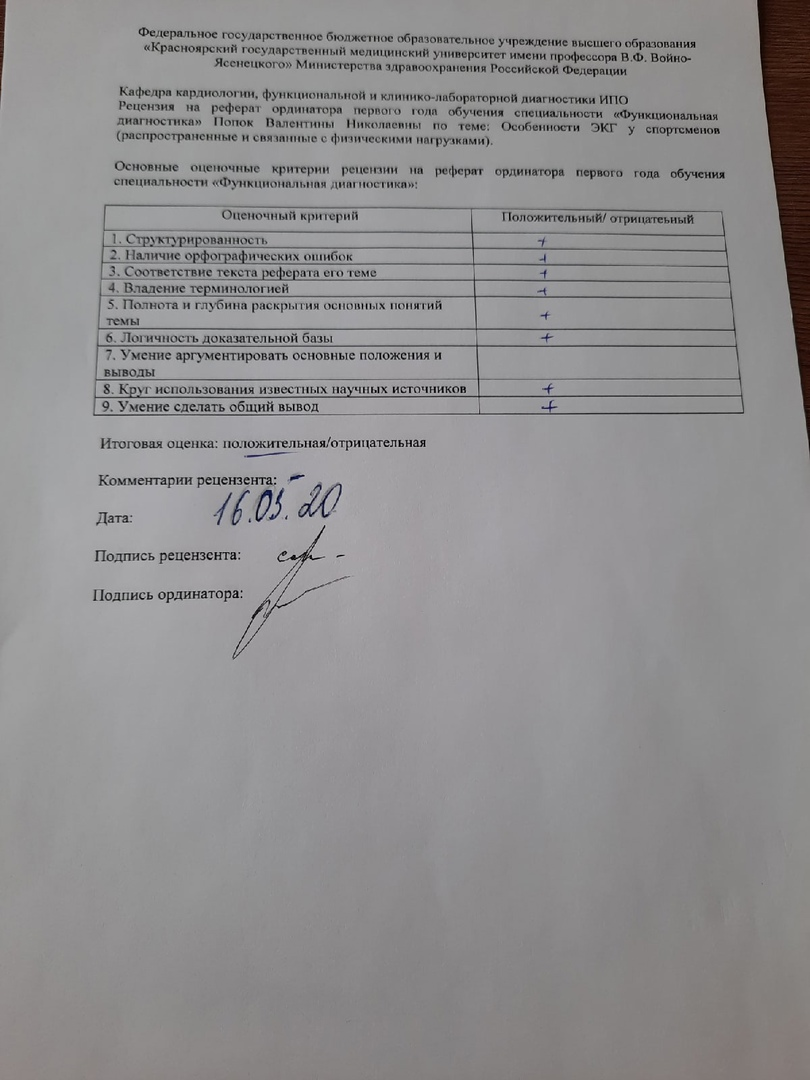 Федеральное государственное бюджетное образовательное учреждение высшего образования
«Красноярский государственный медицинский университет имени профессора В.Ф. Войно-
Ясенецкого» Министерства здравоохранения Российской Федерации
Кафедра кардиологии, функциональной и клинико-лабораторной диагностики ИПО
Рецензия на реферат ординатора первого года обучения специальности «Функциональная
диагностика» Попок Валентины Николаевны по теме: Особенности ЭКГ у спортсменов
(распространенные и связанные с физическими нагрузками).
Основные оценочные критерии рецензии на реферат ординатора первого года обучения
специальности «Функциональная диагностика»:
Оценочный критерий Положительный/ отрицатеьный
1. Структурированность +
2. Наличие орфографических ошибок +
3. Соответствие текста реферата его теме +
4. Владение терминологией +
5. Полнота и глубина раскрытия основных понятий
темы +
6. Логичность доказательной базы +
7. Умение аргументировать основные положения и
выводы
8. Круг использования известных научных источников +
9. Умение сделать общий вывод +
Итоговая оценка: положительная/отрицательная
Комментарии рецензента: -
Дата: 16.03.20
Подпись рецензента:
Подпись ординатора: